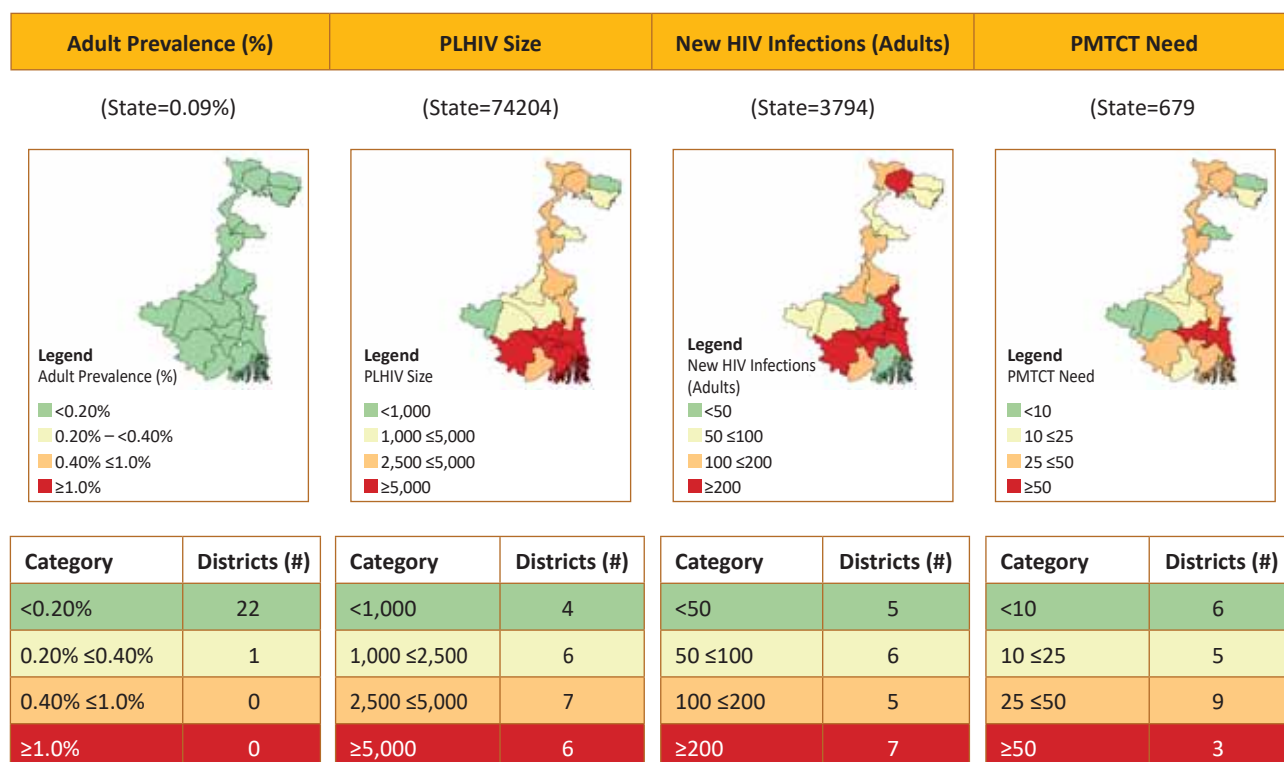 Adult Prevalence (%)
PLHIV Size
New HIV Infections (Adults)
PMTCT Need
(State=0.09%)
(State=74204)
(State=3794)
(State=679
Legend
Adult Prevalence (%)
<0.20%
0.20% – <0.40%
0.40% ≤1.0%
≥1.0%
Legend
PLHIV Size
<1,000
1,000 ≤5,000
2,500 ≤5,000
≥5,000
Legend
New HIV Infections
(Adults)
<50
50 ≤100
100 ≤200
≥200
Legend
PMTCT Need
<10
10 ≤25
25 ≤50
≥50
Category Districts (#)
<0.20% 22
0.20% ≤0.40% 1
0.40% ≤1.0% 0
≥1.0% 0
Category Districts (#)
<1,000 4
1,000 ≤2,500 6
2,500 ≤5,000 7
≥5,000 6
Category Districts (#)
<50 5
50 ≤100 6
100 ≤200 5
≥200 7
Category Districts (#)
<10 6
10 ≤25 5
25 ≤50 9
≥50 3